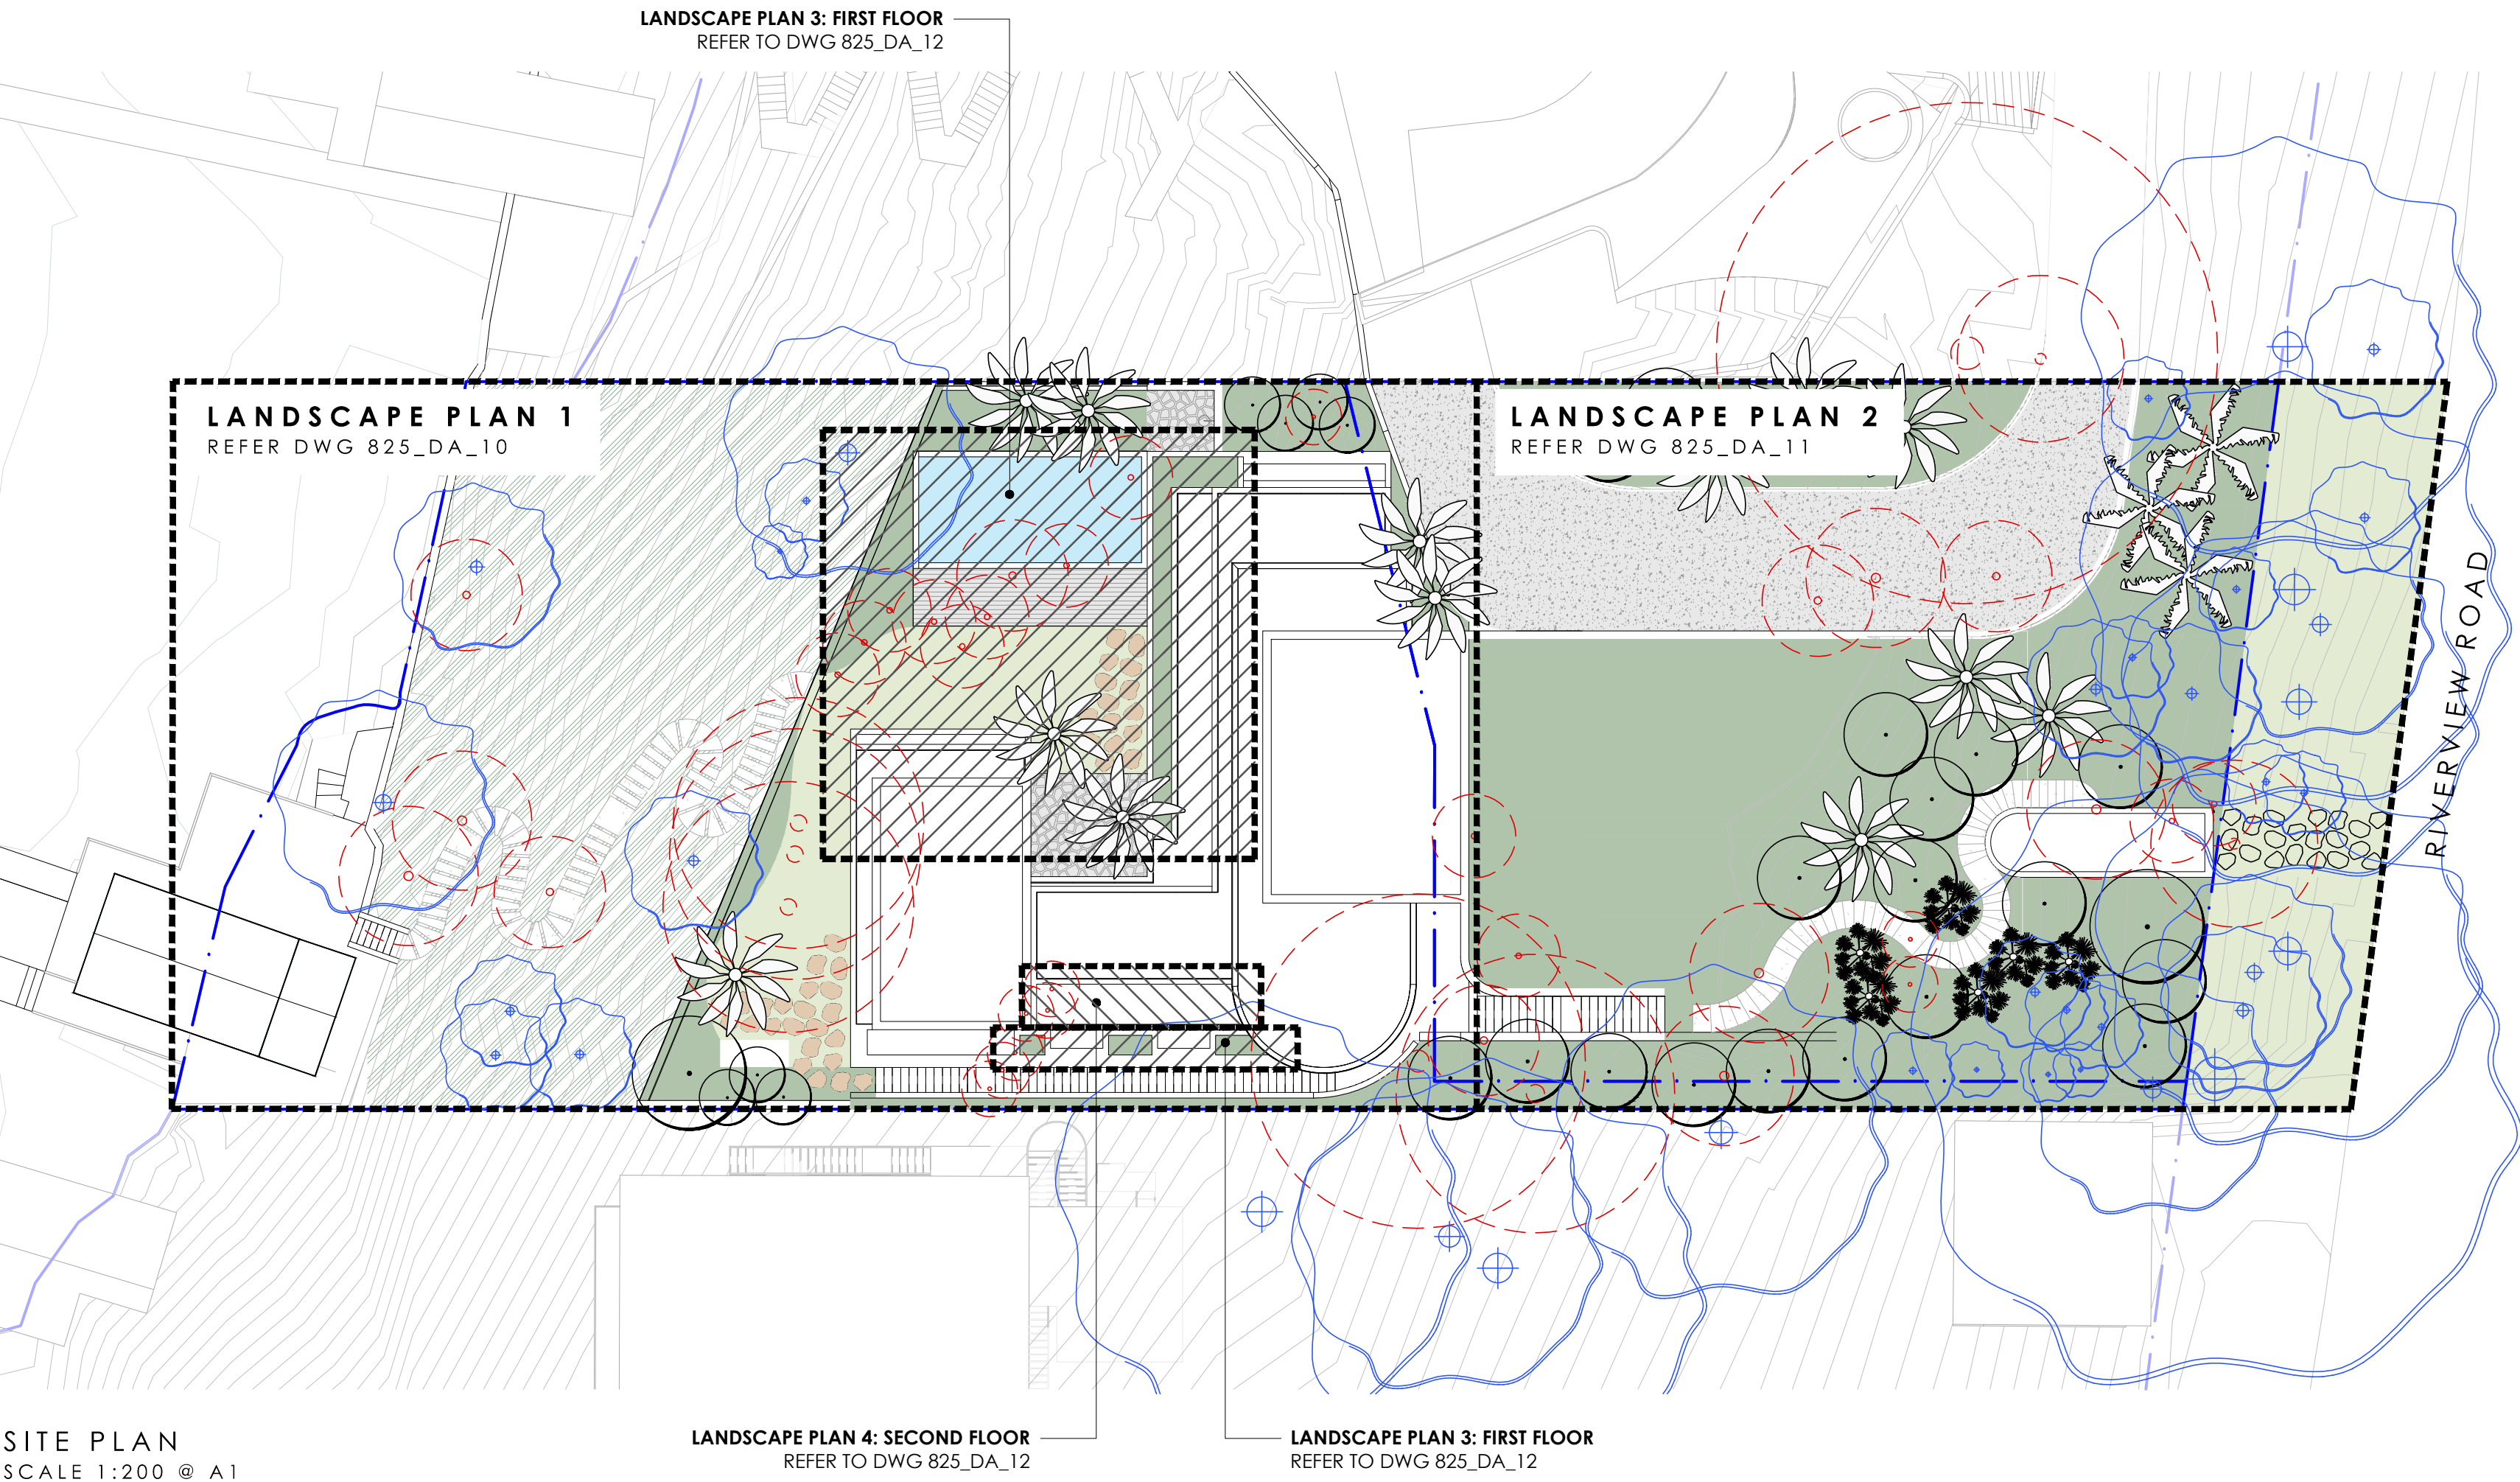 LANDSCAPE PLAN 3: FIRST FLOOR
REFER TO DWG 825_DA_12
LANDSCAPE PLAN 1
REFER DWG 825_DA_10
LANDSCAPE PLAN 2
REFER DWG 825_DA_11
RIVERVIEW ROAD
LANDSCAPE PLAN 4: SECOND FLOOR
REFER TO DWG 825_DA_12
LANDSCAPE PLAN 3: FIRST FLOOR
REFER TO DWG 825_DA_12
SITE PLAN
SCALE 1:200 @ A1